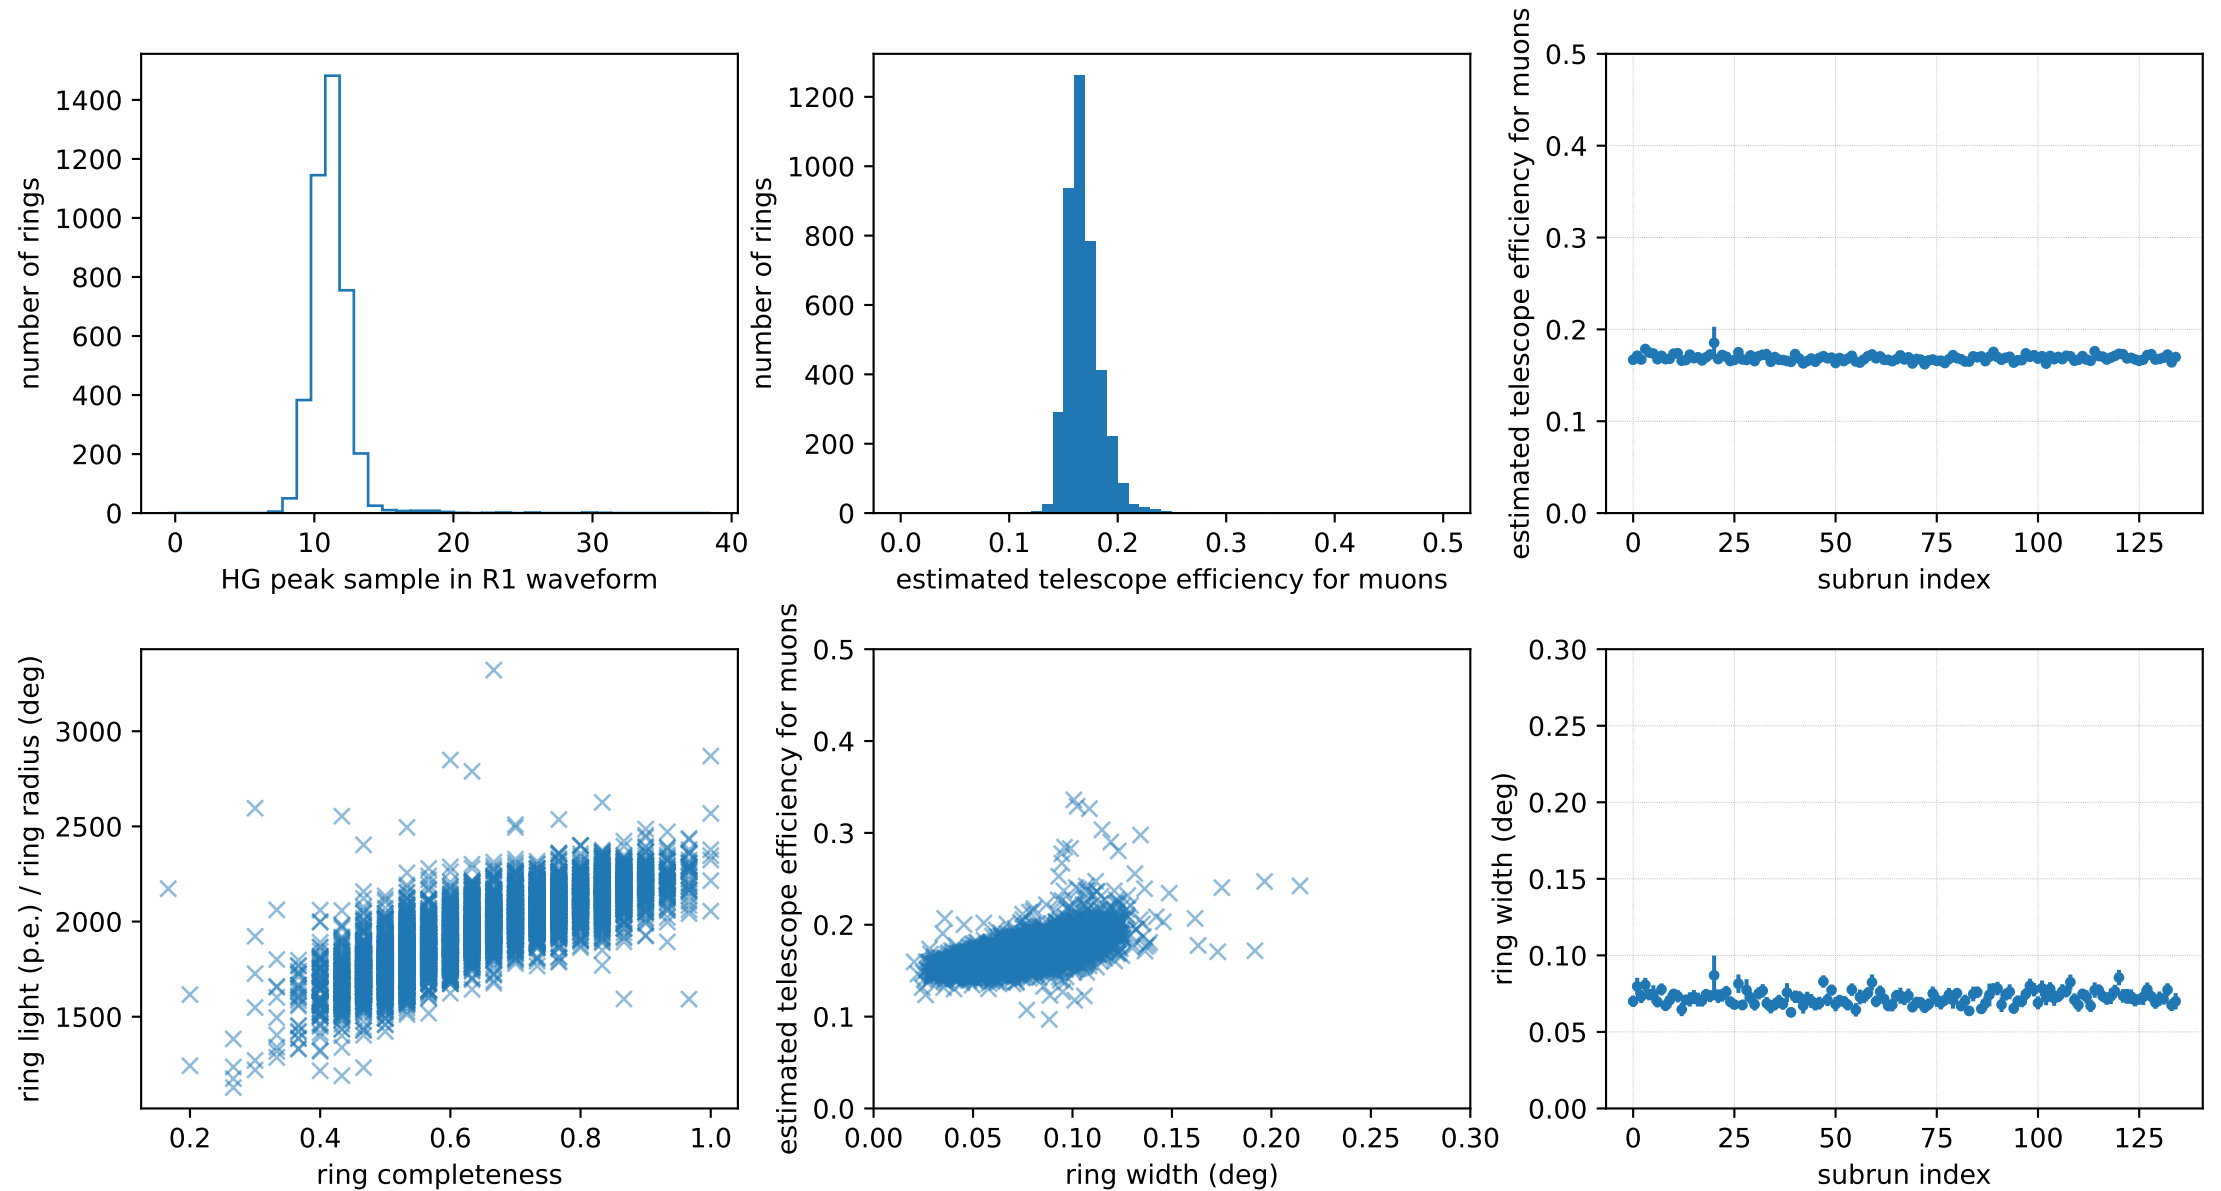 number of rings
1400
1200
1000
800
600
400
200
0
0 10 20 30 40
HG peak sample in R1 waveform
number of rings
1200
1000
800
600
400
200
0
0.0 0.1 0.2 0.3 0.4 0.5
estimated telescope efficiency for muons
estimated telescope efficiency for muons
0.5
0.4
0.3
0.2
0.1
0.0
0 25 50 75 100 125
subrun index
ring light (p.e.) / ring radius (deg)
3000
2500
2000
1500
0.2 0.4 0.6 0.8 1.0
ring completeness
estimated telescope efficiency for muons
0.5
0.4
0.3
0.2
0.1
0.0
0.00 0.05 0.10 0.15 0.20 0.25 0.30
ring width (deg)
ring width (deg)
0.30
0.25
0.20
0.15
0.10
0.05
0.00
0 25 50 75 100 125
subrun index